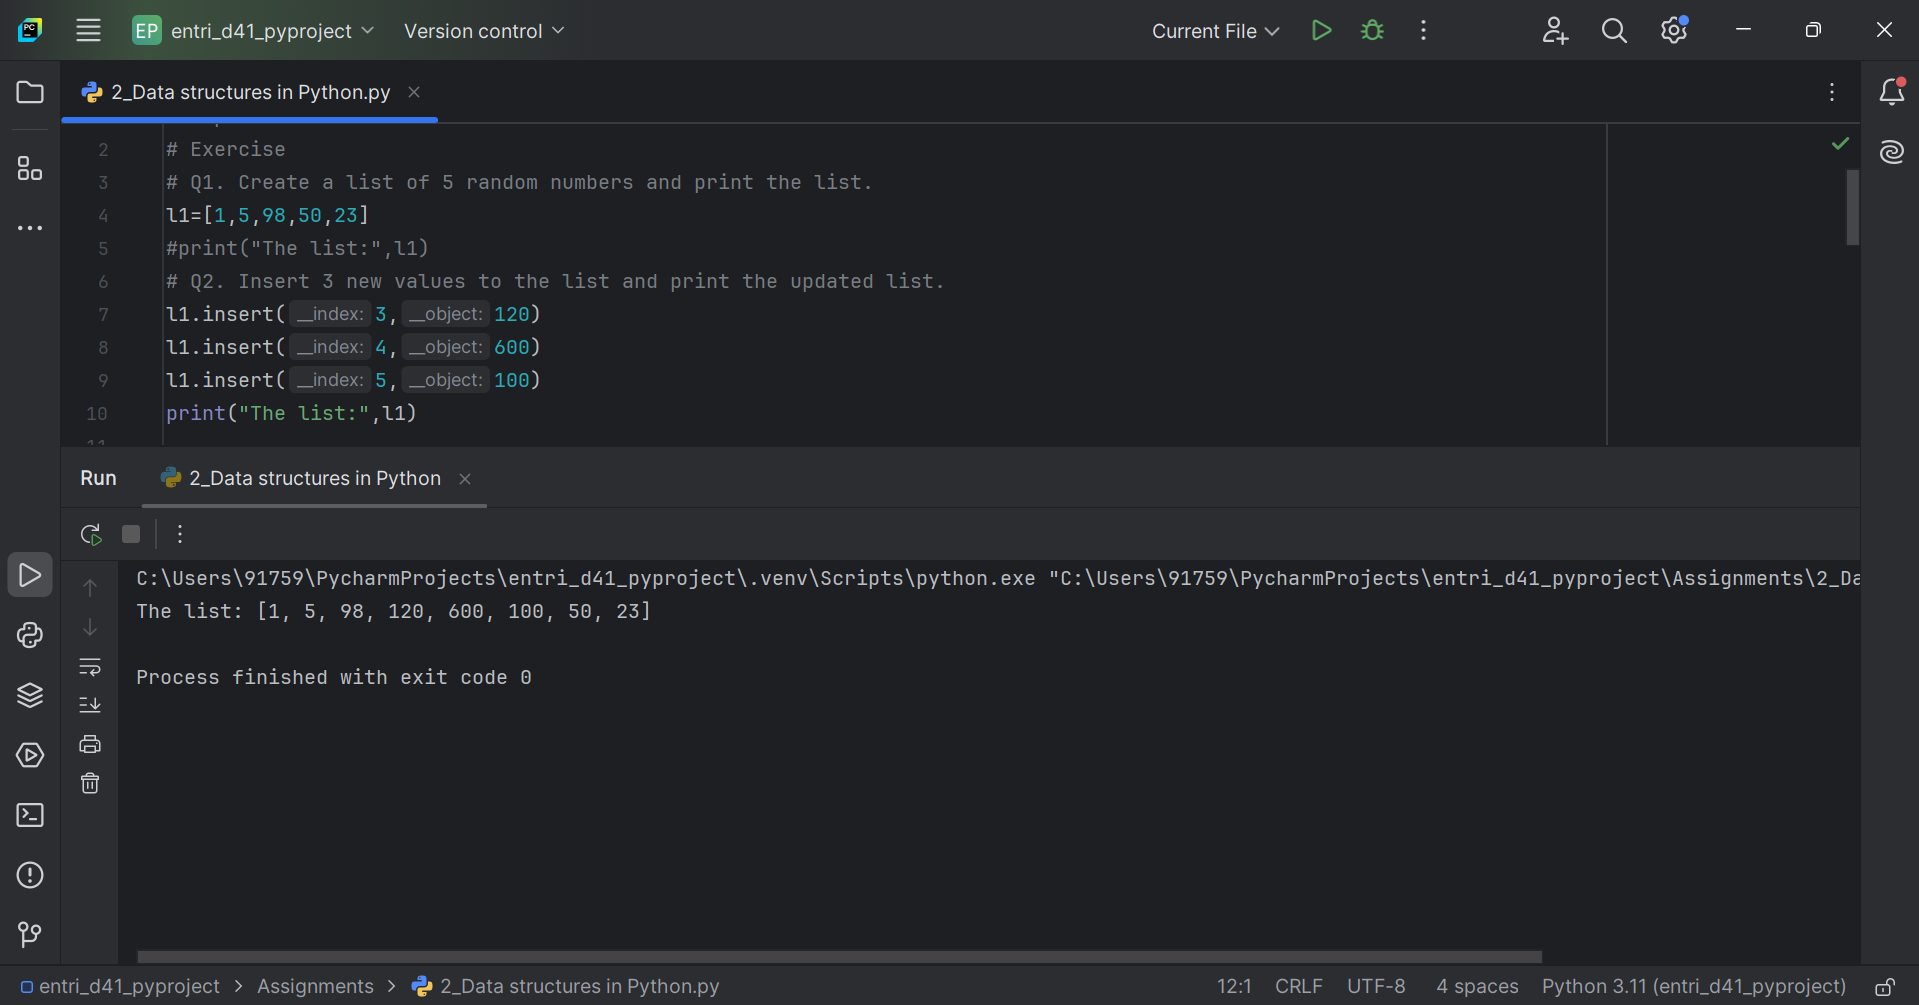 EP entri_d41_pyproject Version control Current File
2_Data structures in Python.py
2 # Exercise
3 # Q1. Create a list of 5 random numbers and print the list.
4 l1=[1,5,98,50,23]
5 #print("The list:",l1)
6 # Q2. Insert 3 new values to the list and print the updated list.
7 l1.insert( __index: 3, __object: 120)
8 l1.insert( __index: 4, __object: 600)
9 l1.insert( __index: 5, __object: 100)
10 print("The list:",l1)
Run 2_Data structures in Python
C:\Users\91759\PycharmProjects\entri_d41_pyproject\.venv\Scripts\python.exe "C:\Users\91759\PycharmProjects\entri_d41_pyproject\Assignments\2_Da
The list: [1, 5, 98, 120, 600, 100, 50, 23]
Process finished with exit code 0
entri_d41_pyproject > Assignments > 2_Data structures in Python.py 12:1 CRLF UTF-8 4 spaces Python 3.11 (entri_d41_pyproject)